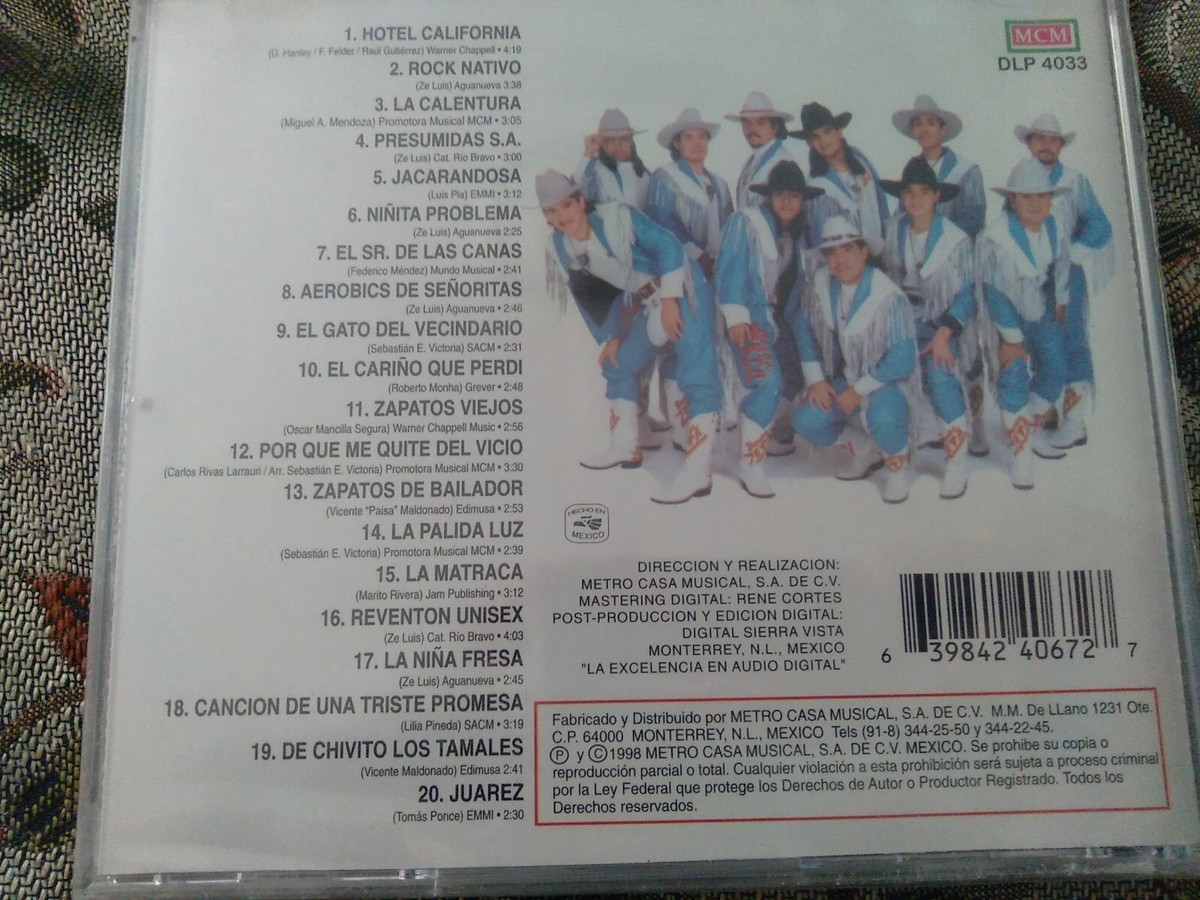 1. HOTEL CALIFORNIA
(D. Hanley / F. Felder / Raúl Gutiérrez) Warner Chappell • 4:19
2. ROCK NATIVO
(Ze Luis) Aguanueva 3:38
3. LA CALENTURA
(Miguel A. Mendoza) Promotora Musical MCM • 3:05
4. PRESUMIDAS S.A.
(Ze Luis) Cat. Río Bravo • 3:00
5. JACARANDOSA
(Luis Pla) EMMI • 3:12
6. NIÑITA PROBLEMA
(Ze Luis) Aguanueva 2:25
7. EL SR. DE LAS CANAS
(Federico Méndez) Mundo Musical • 2:41
8. AEROBICS DE SEÑORITAS
(Ze Luis) Aguanueva • 2:46
9. EL GATO DEL VECINDARIO
(Sebastián E. Victoria) SACM • 2:31
10. EL CARIÑO QUE PERDI
(Roberto Monha) Grever • 2:48
11. ZAPATOS VIEJOS
(Oscar Mancilla Segura) Warner Chappell Music • 2:56
12. POR QUE ME QUITE DEL VICIO
(Carlos Rivas Larrauri / Arr. Sebastián E. Victoria) Promotora Musical MCM • 3:30
13. ZAPATOS DE BAILADOR
(Vicente "Paisa" Maldonado) Edimusa • 2:53
14. LA PALIDA LUZ
(Sebastián E. Victoria) Promotora Musical MCM • 2:39
15. LA MATRACA
(Marito Rivera) Jam Publishing • 3:12
16. REVENTON UNISEX
(Ze Luis) Cat. Río Bravo • 4:03
17. LA NIÑA FRESA
(Ze Luis) Aguanueva • 2:45
18. CANCION DE UNA TRISTE PROMESA
(Lilia Pineda) SACM • 3:19
19. DE CHIVITO LOS TAMALES
(Vicente Maldonado) Edimusa 2:41
20. JUAREZ
(Tomás Ponce) EMMI • 2:30
MCM
DLP 4033
HECHO EN
MEXICO
DIRECCION Y REALIZACION:
METRO CASA MUSICAL, S.A. DE C.V.
MASTERING DIGITAL: RENE CORTES
POST-PRODUCCION Y EDICION DIGITAL:
DIGITAL SIERRA VISTA
MONTERREY, N.L., MEXICO
"LA EXCELENCIA EN AUDIO DIGITAL"
6 39842 40672 7
Fabricado y Distribuido por METRO CASA MUSICAL, S.A. DE C.V. M.M. De LLano 1231 Ote.
C.P. 64000 MONTERREY, N.L., MEXICO Tels (91-8) 344-25-50 y 344-22-45.
Ⓟ y © 1998 METRO CASA MUSICAL, S.A. DE C.V. MEXICO. Se prohibe su copia o
reproducción parcial o total. Cualquier violación a esta prohibición será sujeta a proceso criminal
por la Ley Federal que protege los Derechos de Autor o Productor Registrado. Todos los
Derechos reservados.